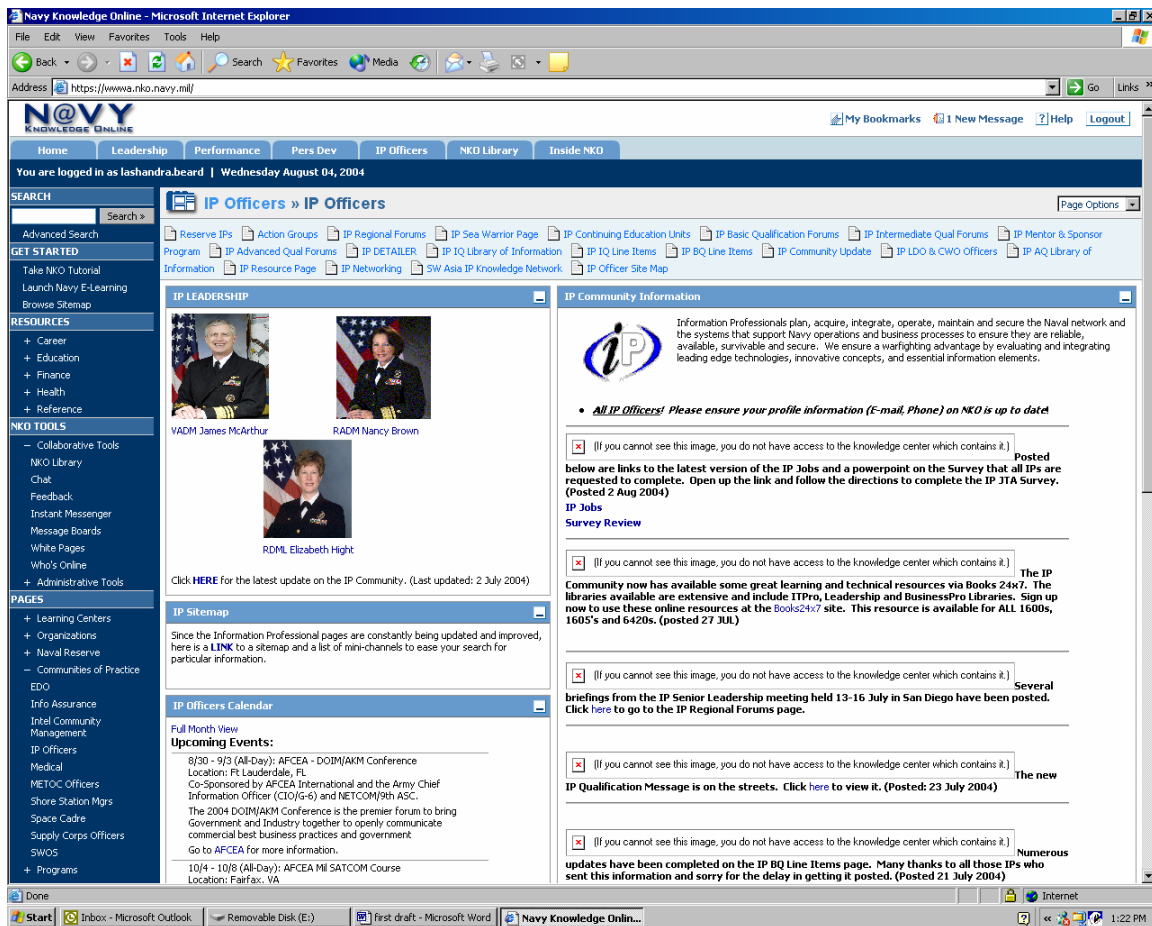 Navy Knowledge Online - Microsoft Internet Explorer
File Edit View Favorites Tools Help
Back Search Favorites Media
Address https://wwwa.nko.navy.mil/ Go Links »
N@VY
KNOWLEDGE ONLINE
My Bookmarks 1 New Message ? Help Logout
Home Leadership Performance Pers Dev IP Officers NKO Library Inside NKO
You are logged in as lashandra.beard | Wednesday August 04, 2004
SEARCH
Search »
Advanced Search
GET STARTED
Take NKO Tutorial
Launch Navy E-Learning
Browse Sitemap
RESOURCES
+ Career
+ Education
+ Finance
+ Health
+ Reference
NKO TOOLS
− Collaborative Tools
NKO Library
Chat
Feedback
Instant Messenger
Message Boards
White Pages
Who's Online
+ Administrative Tools
PAGES
+ Learning Centers
+ Organizations
+ Naval Reserve
− Communities of Practice
EDO
Info Assurance
Intel Community
Management
IP Officers
Medical
METOC Officers
Shore Station Mgrs
Space Cadre
Supply Corps Officers
SWOS
+ Programs
IP Officers » IP Officers
Page Options
Reserve IPs Action Groups IP Regional Forums IP Sea Warrior Page IP Continuing Education Units IP Basic Qualification Forums IP Intermediate Qual Forums IP Mentor & Sponsor
Program IP Advanced Qual Forums IP DETAILER IP IQ Library of Information IP IQ Line Items IP BQ Line Items IP Community Update IP LDO & CWO Officers IP AQ Library of
Information IP Resource Page IP Networking SW Asia IP Knowledge Network IP Officer Site Map
IP LEADERSHIP
VADM James McArthur RADM Nancy Brown
RDML Elizabeth Hight
Click HERE for the latest update on the IP Community. (Last updated: 2 July 2004)
IP Sitemap
Since the Information Professional pages are constantly being updated and improved,
here is a LINK to a sitemap and a list of mini-channels to ease your search for
particular information.
IP Officers Calendar
Full Month View
Upcoming Events:
8/30 - 9/3 (All-Day): AFCEA - DOIM/AKM Conference
Location: Ft Lauderdale, FL
Co-Sponsored by AFCEA International and the Army Chief
Information Officer (CIO/G-6) and NETCOM/9th ASC.
The 2004 DOIM/AKM Conference is the premier forum to bring
Government and Industry together to openly communicate
commercial best business practices and government
Go to AFCEA for more information.
10/4 - 10/8 (All-Day): AFCEA Mil SATCOM Course
Location: Fairfax, VA
IP Community Information
iP
Information Professionals plan, acquire, integrate, operate, maintain and secure the Naval network and
the systems that support Navy operations and business processes to ensure they are reliable,
available, survivable and secure. We ensure a warfighting advantage by evaluating and integrating
leading edge technologies, innovative concepts, and essential information elements.
• All IP Officers! Please ensure your profile information (E-mail, Phone) on NKO is up to date!
(If you cannot see this image, you do not have access to the knowledge center which contains it.) Posted
below are links to the latest version of the IP Jobs and a powerpoint on the Survey that all IPs are
requested to complete. Open up the link and follow the directions to complete the IP JTA Survey.
(Posted 2 Aug 2004)
IP Jobs
Survey Review
(If you cannot see this image, you do not have access to the knowledge center which contains it.) The IP
Community now has available some great learning and technical resources via Books 24x7. The
libraries available are extensive and include ITPro, Leadership and BusinessPro Libraries. Sign up
now to use these online resources at the Books24x7 site. This resource is available for ALL 1600s,
1605's and 6420s. (posted 27 JUL)
(If you cannot see this image, you do not have access to the knowledge center which contains it.) Several
briefings from the IP Senior Leadership meeting held 13-16 July in San Diego have been posted.
Click here to go to the IP Regional Forums page.
(If you cannot see this image, you do not have access to the knowledge center which contains it.) The new
IP Qualification Message is on the streets. Click here to view it. (Posted: 23 July 2004)
(If you cannot see this image, you do not have access to the knowledge center which contains it.) Numerous
updates have been completed on the IP BQ Line Items page. Many thanks to all those IPs who
sent this information and sorry for the delay in getting it posted. (Posted 21 July 2004)
Done Internet
Start Inbox - Microsoft Outlook Removable Disk (E:) first draft - Microsoft Word Navy Knowledge Onlin... ? « 1:22 PM